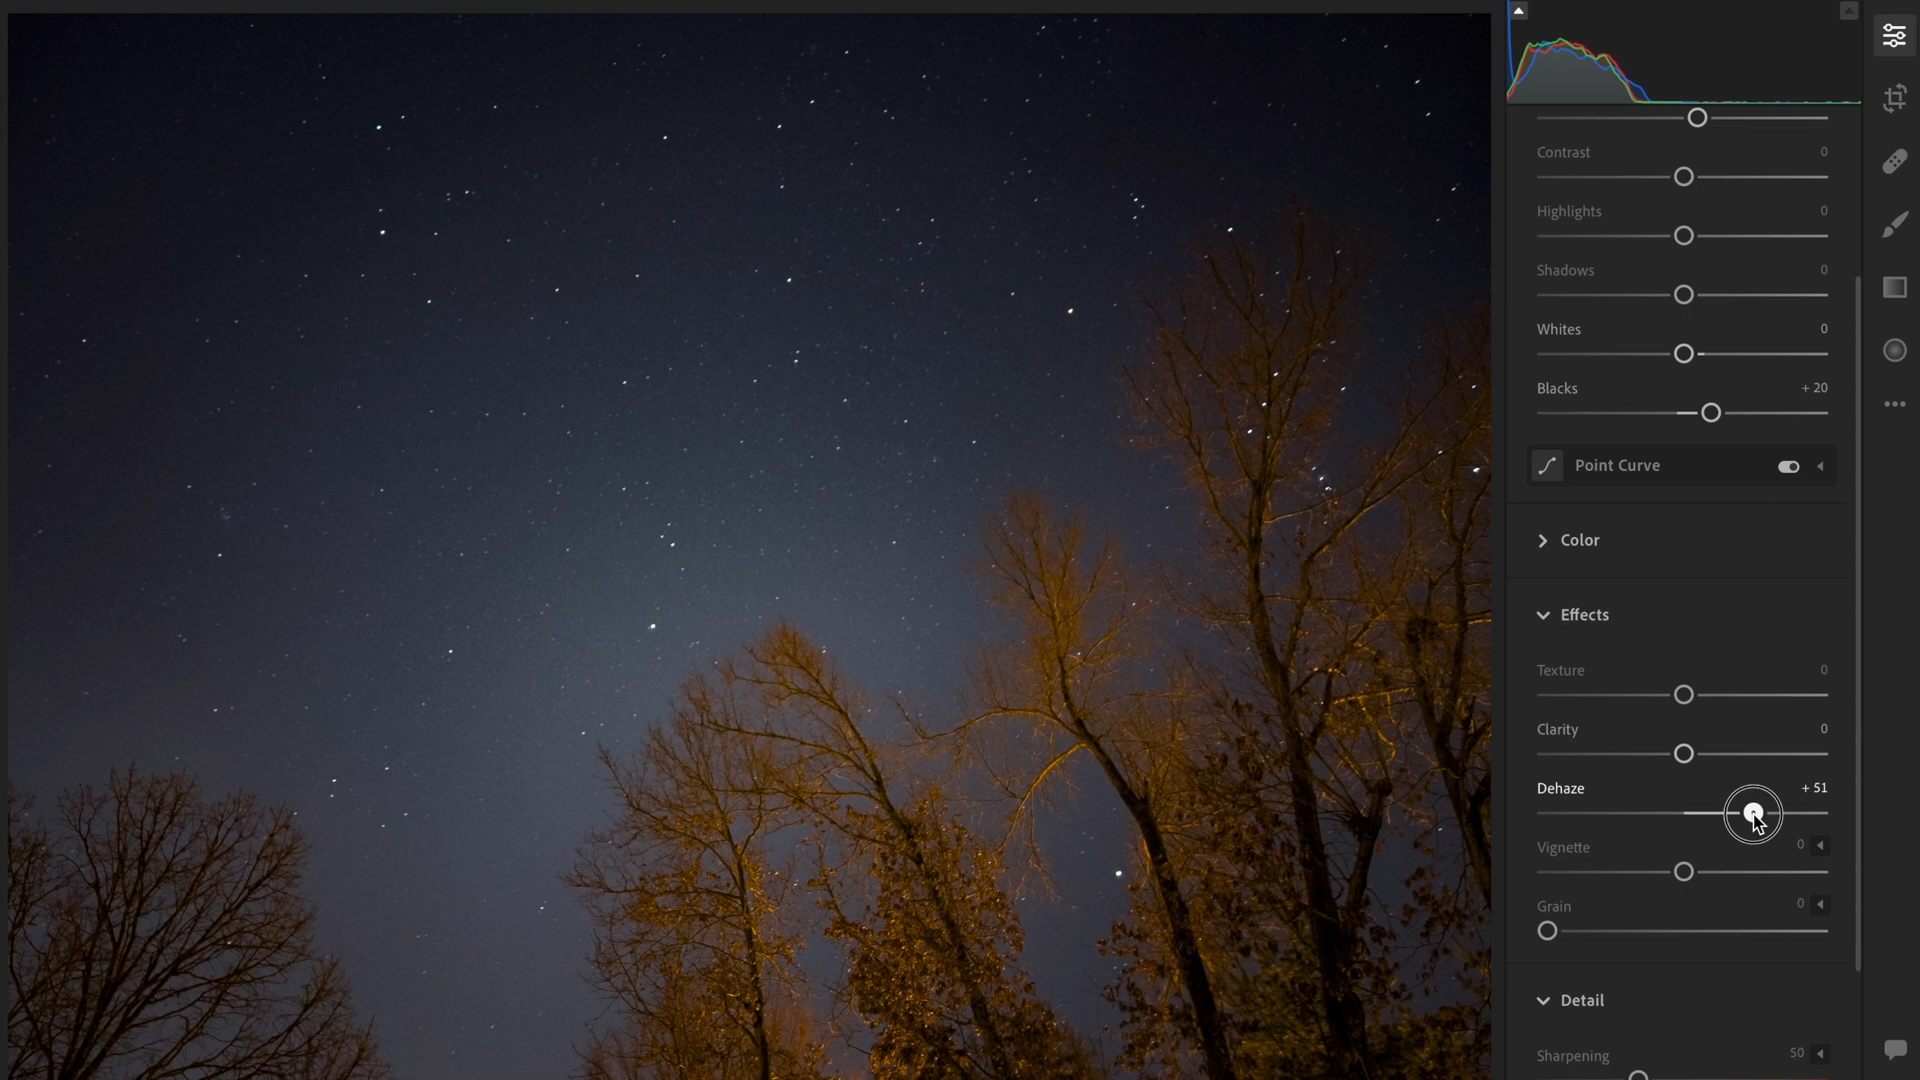 Contrast 0
Highlights 0
Shadows 0
Whites 0
Blacks + 20
Point Curve
Color
Effects
Texture 0
Clarity 0
Dehaze + 51
Vignette 0
Grain 0
Detail
Sharpening 50